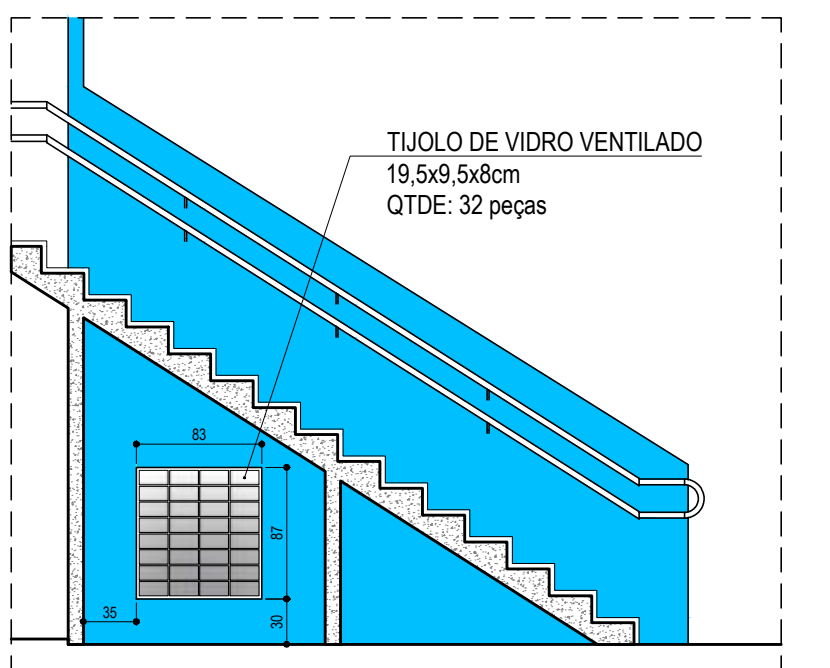 TIJOLO DE VIDRO VENTILADO
19,5x9,5x8cm
QTDE: 32 peças
83
87
35
30